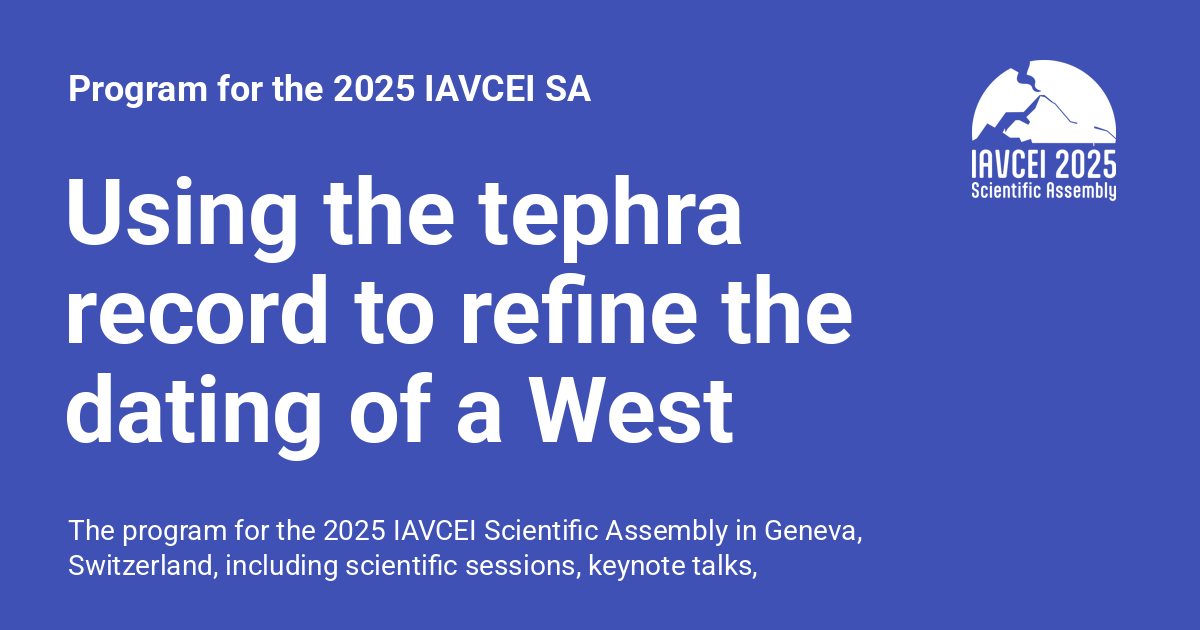 Program for the 2025 IAVCEI SA
IAVCEI 2025
Scientific Assembly
Using the tephra
record to refine the
dating of a West
The program for the 2025 IAVCEI Scientific Assembly in Geneva,
Switzerland, including scientific sessions, keynote talks,